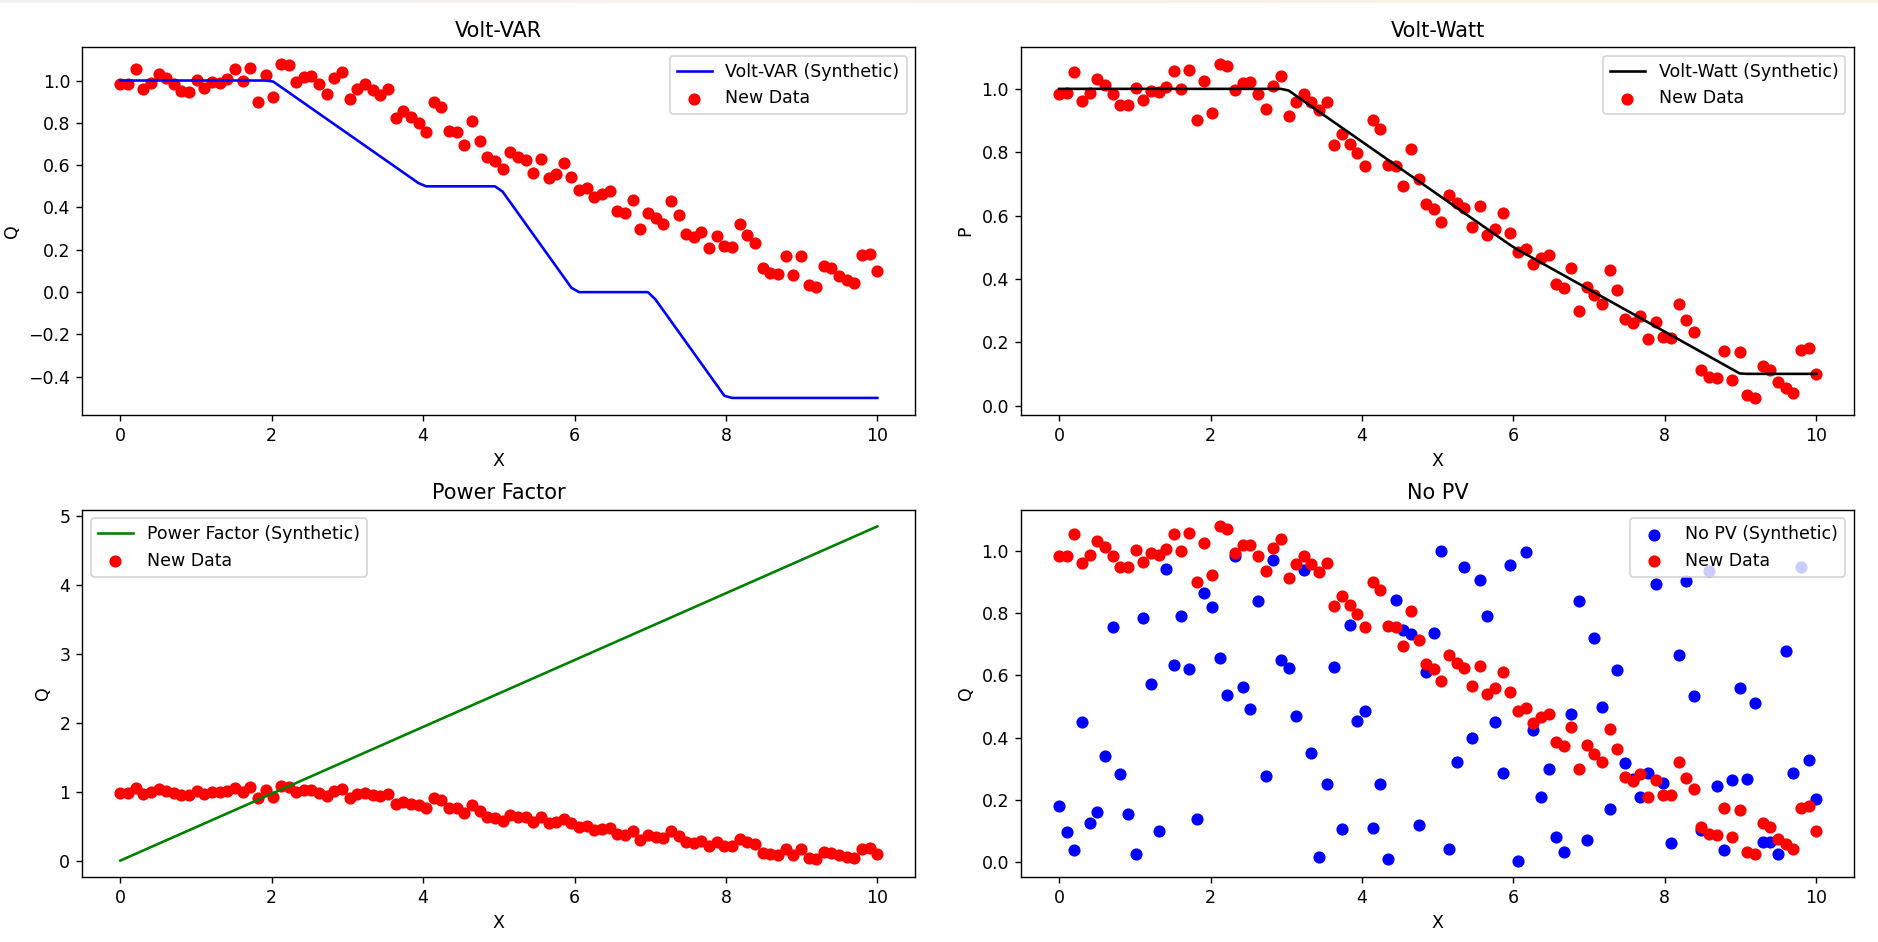 Volt-VAR
Volt-VAR (Synthetic)
New Data
1.0
0.8
0.6
0.4
0.2
0.0
−0.2
−0.4
Q
0 2 4 6 8 10
X
Volt-Watt
Volt-Watt (Synthetic)
New Data
1.0
0.8
0.6
0.4
0.2
0.0
P
0 2 4 6 8 10
X
Power Factor
Power Factor (Synthetic)
New Data
5
4
3
2
1
0
Q
0 2 4 6 8 10
X
No PV
No PV (Synthetic)
New Data
1.0
0.8
0.6
0.4
0.2
0.0
Q
0 2 4 6 8 10
X